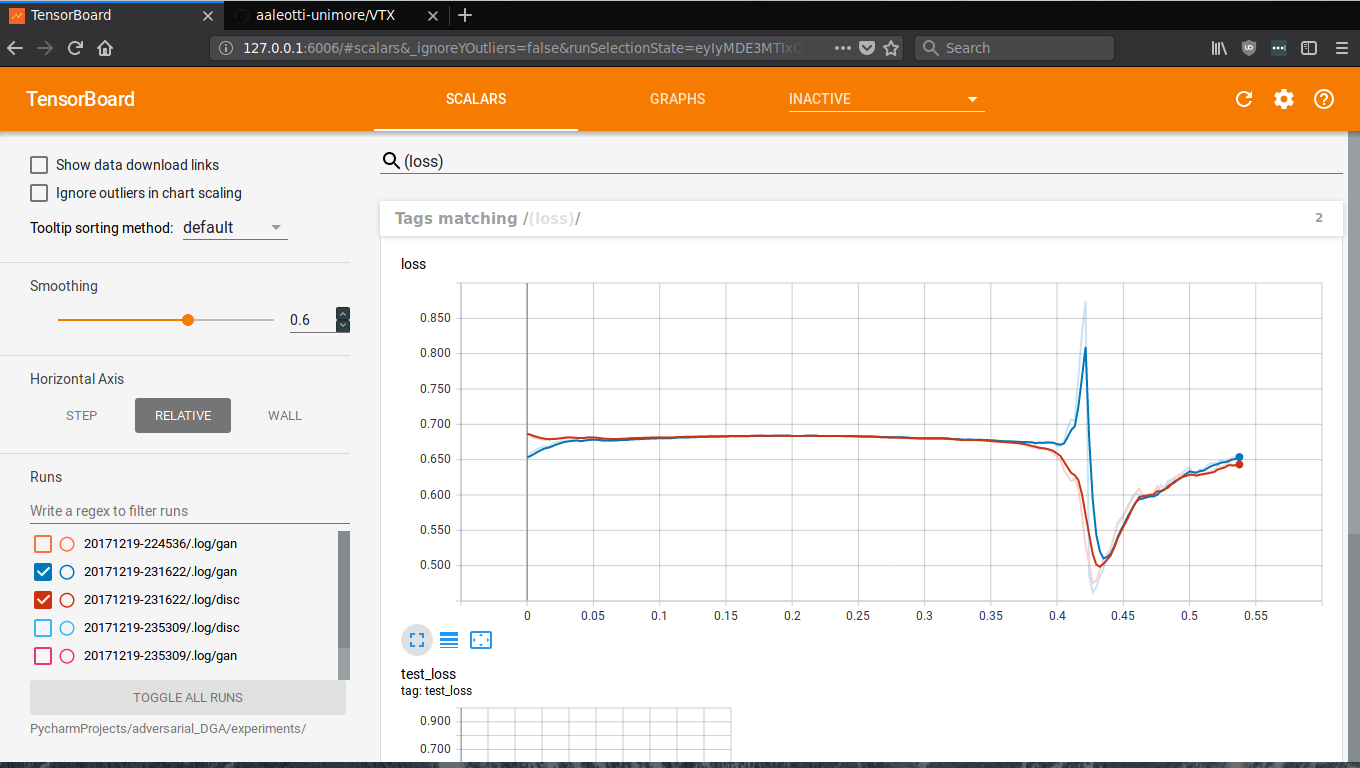 TensorBoard
aaleotti-unimore/VTX
127.0.0.1:6006/#scalars&_ignoreYOutliers=false&runSelectionState=eyIyMDE3MTIxO
Search
TensorBoard
SCALARS
GRAPHS
INACTIVE
Show data download links
Ignore outliers in chart scaling
Tooltip sorting method: default
Smoothing
0.6
Horizontal Axis
STEP
RELATIVE
WALL
Runs
Write a regex to filter runs
20171219-224536/.log/gan
20171219-231622/.log/gan
20171219-231622/.log/disc
20171219-235309/.log/disc
20171219-235309/.log/gan
TOGGLE ALL RUNS
PycharmProjects/adversarial_DGA/experiments/
(loss)
Tags matching /(loss)/
2
loss
0.850
0.800
0.750
0.700
0.650
0.600
0.550
0.500
0 0.05 0.1 0.15 0.2 0.25 0.3 0.35 0.4 0.45 0.5 0.55
test_loss
tag: test_loss
0.900
0.700